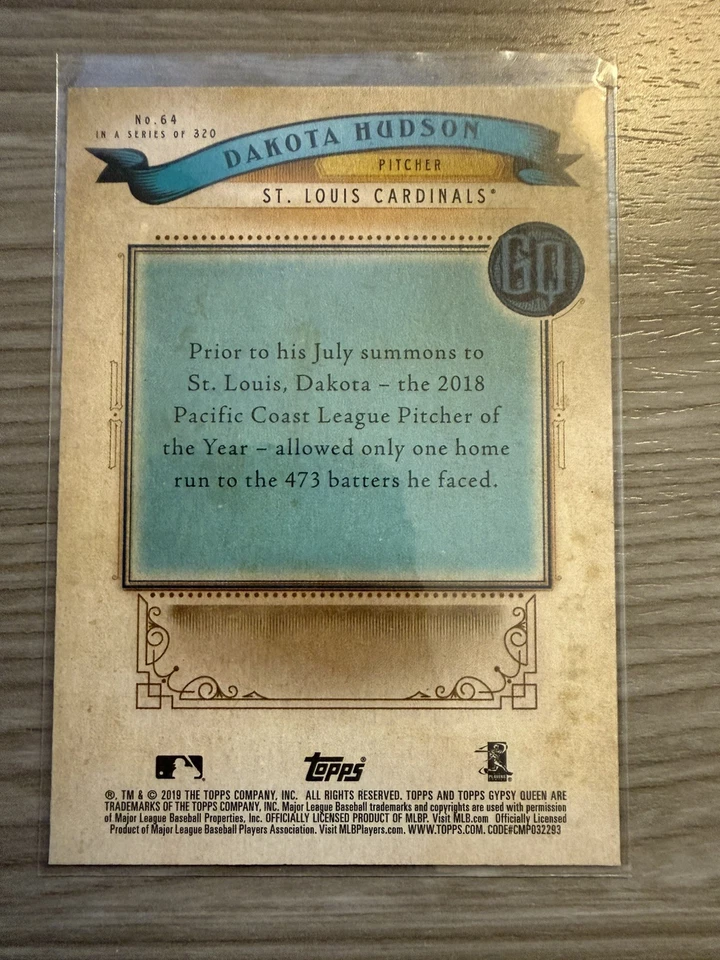 No.64
IN A SERIES OF 320
DAKOTA HUDSON
PITCHER
ST. LOUIS CARDINALS®
GQ
Prior to his July summons to
St. Louis, Dakota – the 2018
Pacific Coast League Pitcher of
the Year – allowed only one home
run to the 473 batters he faced.
topps®
PLAYERS
®, TM & © 2019 THE TOPPS COMPANY, INC. ALL RIGHTS RESERVED. TOPPS AND TOPPS GYPSY QUEEN ARE
TRADEMARKS OF THE TOPPS COMPANY, INC. Major League Baseball trademarks and copyrights are used with permission
of Major League Baseball Properties, Inc. OFFICIALLY LICENSED PRODUCT OF MLBP. Visit MLB.com Officially Licensed
Product of Major League Baseball Players Association. Visit MLBPlayers.com. WWW.TOPPS.COM. CODE#CMP032293